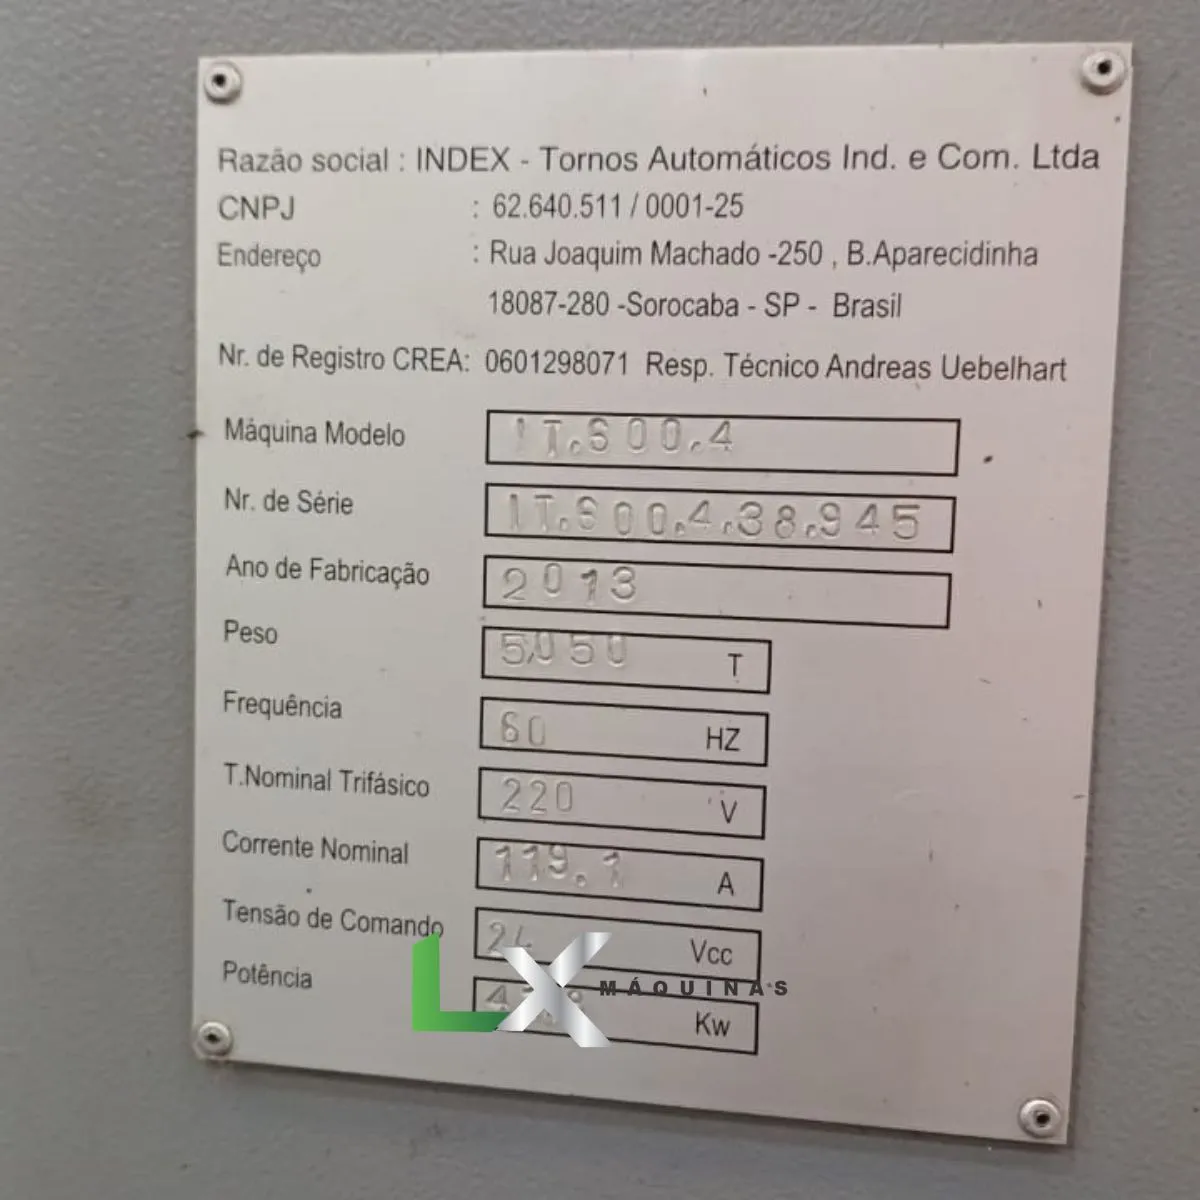 Razão social : INDEX - Tornos Automáticos Ind. e Com. Ltda
CNPJ : 62.640.511 / 0001-25
Endereço : Rua Joaquim Machado -250 , B.Aparecidinha
18087-280 -Sorocaba - SP - Brasil
Nr. de Registro CREA: 0601298071 Resp. Técnico Andreas Uebelhart
Máquina Modelo IT.600.4
Nr. de Série IT.600.4.38.945
Ano de Fabricação 2013
Peso 5,050 T
Frequência 60 HZ
T.Nominal Trifásico 220 V
Corrente Nominal 119.1 A
Tensão de Comando 24 Vcc
Potência Kw
LX MÁQUINAS